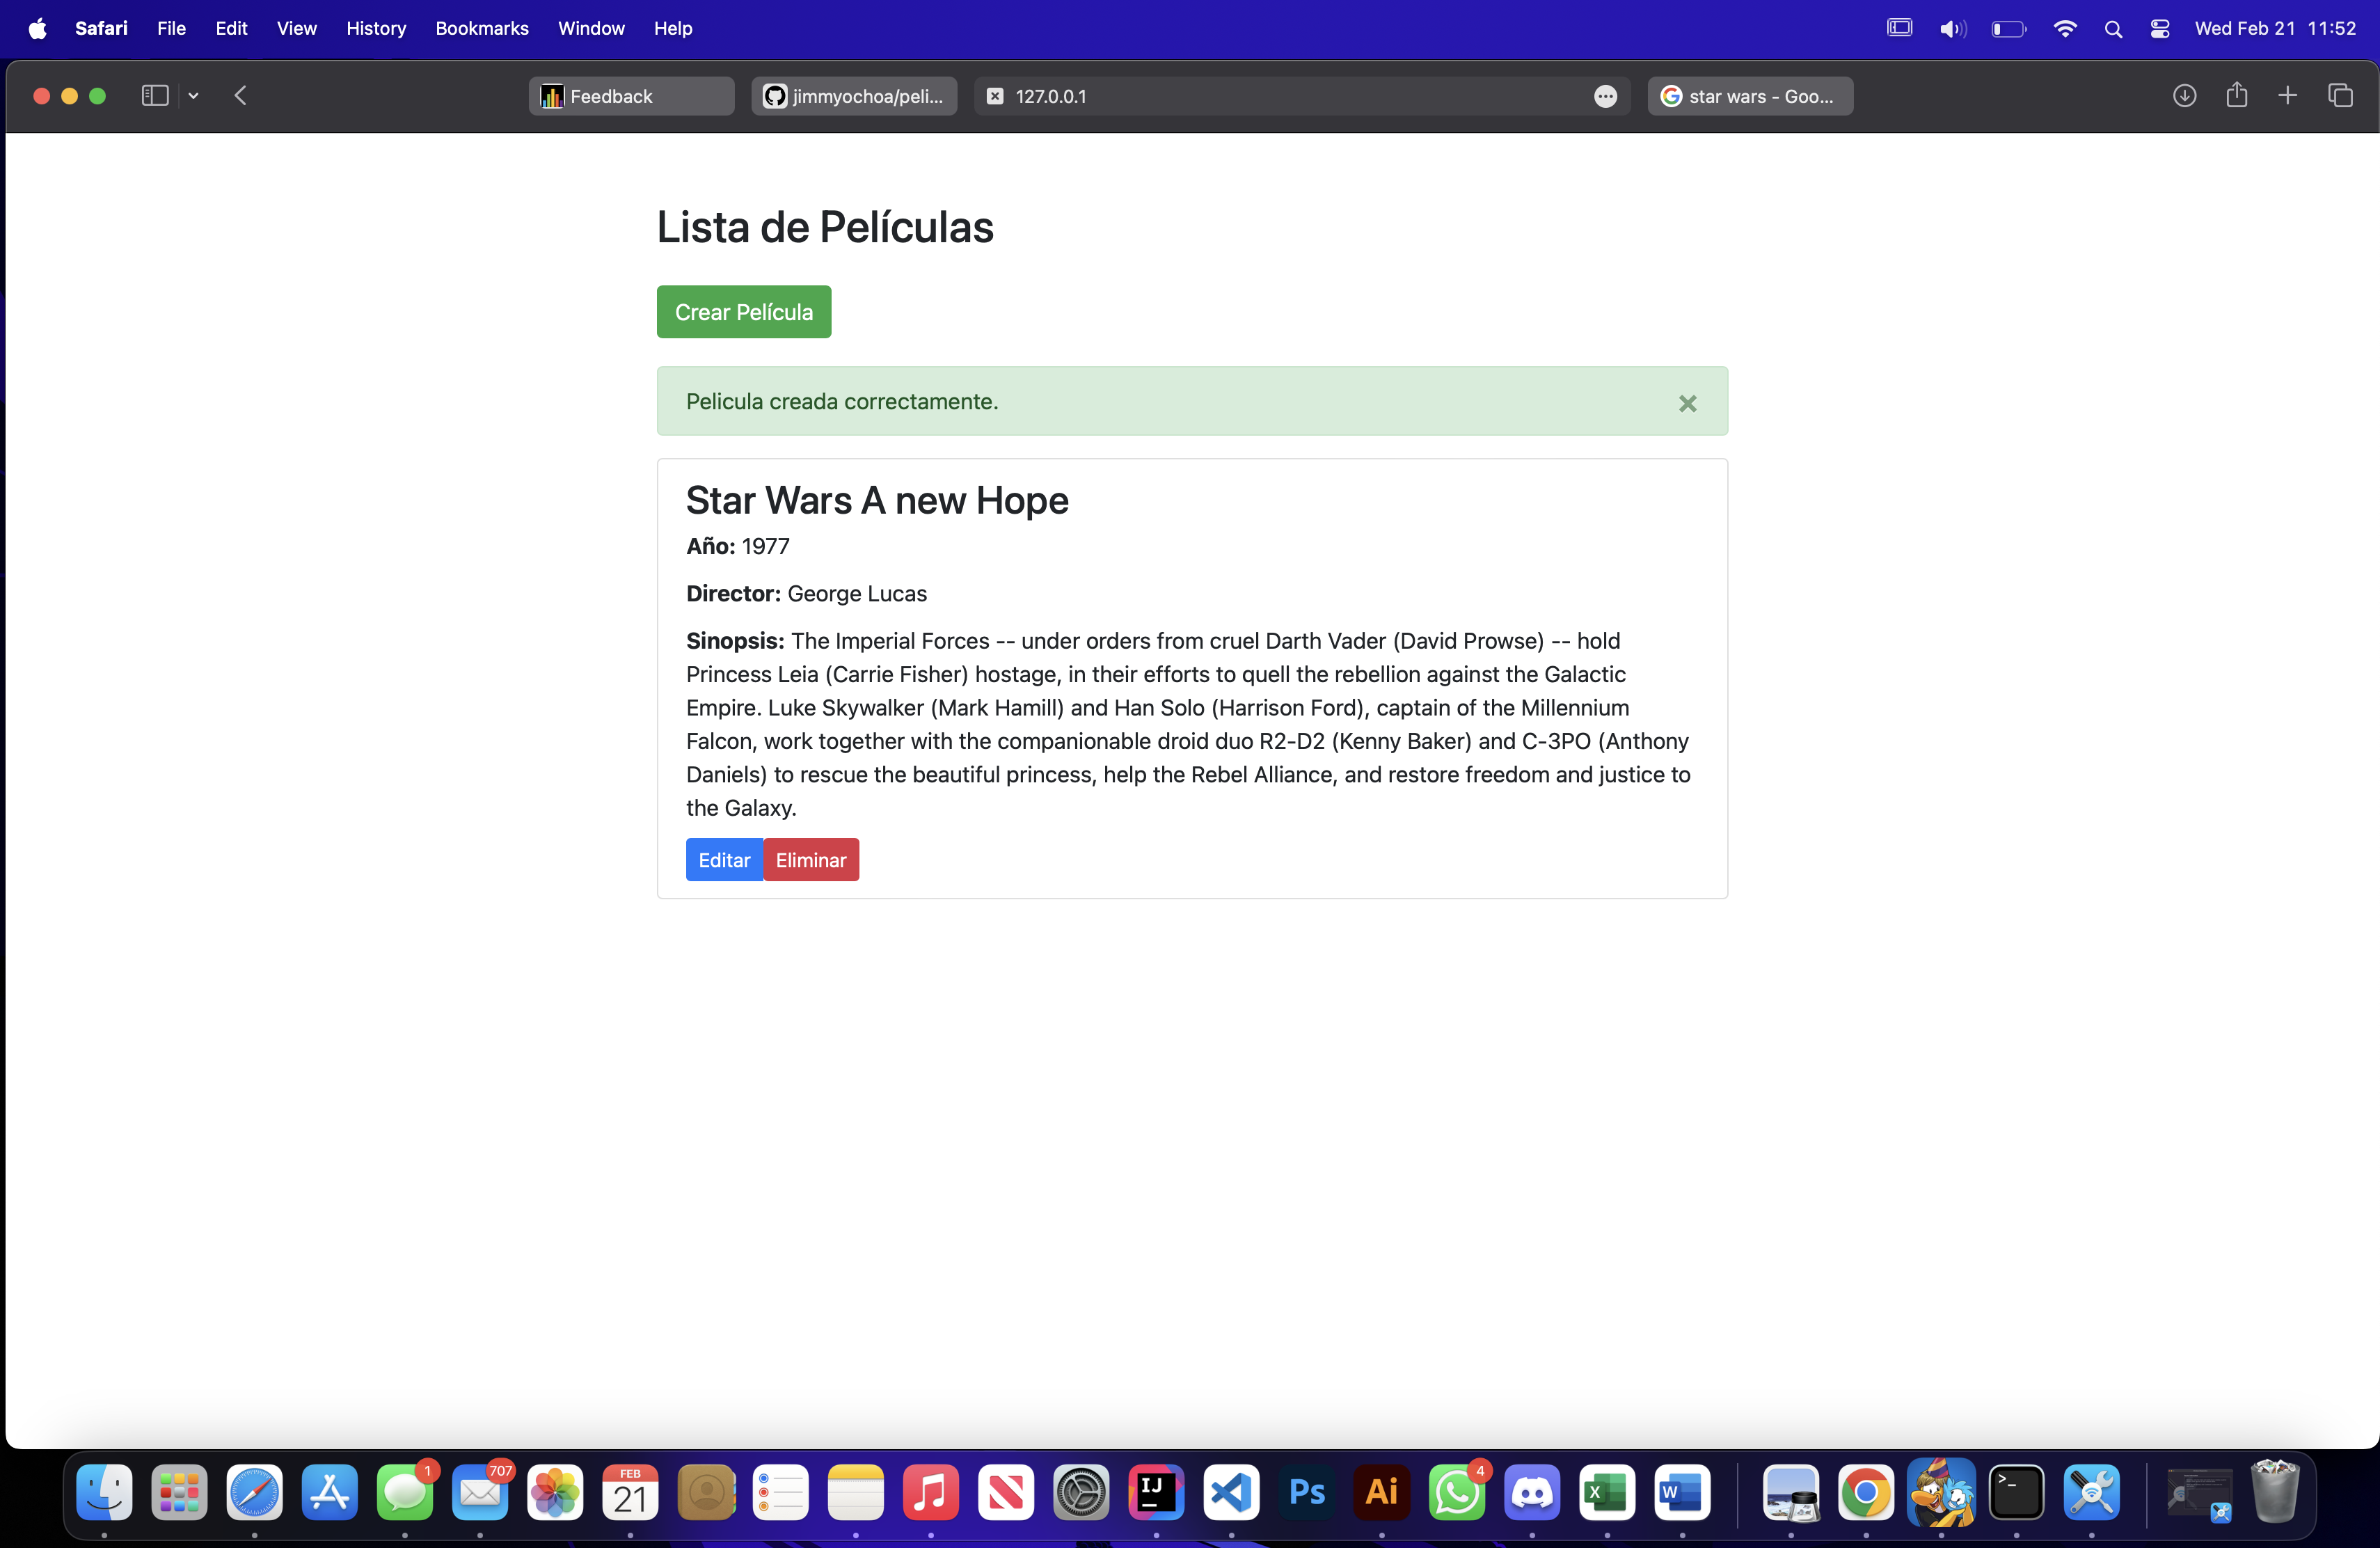 Safari File Edit View History Bookmarks Window Help Wed Feb 21 11:52
Feedback jimmyochoa/peli... 127.0.0.1 star wars - Goo...
Lista de Películas
Crear Película
Pelicula creada correctamente.
Star Wars A new Hope
Año: 1977
Director: George Lucas
Sinopsis: The Imperial Forces -- under orders from cruel Darth Vader (David Prowse) -- hold
Princess Leia (Carrie Fisher) hostage, in their efforts to quell the rebellion against the Galactic
Empire. Luke Skywalker (Mark Hamill) and Han Solo (Harrison Ford), captain of the Millennium
Falcon, work together with the companionable droid duo R2-D2 (Kenny Baker) and C-3PO (Anthony
Daniels) to rescue the beautiful princess, help the Rebel Alliance, and restore freedom and justice to
the Galaxy.
Editar Eliminar
1 707 FEB 4
21 IJ Ps Ai X W >_